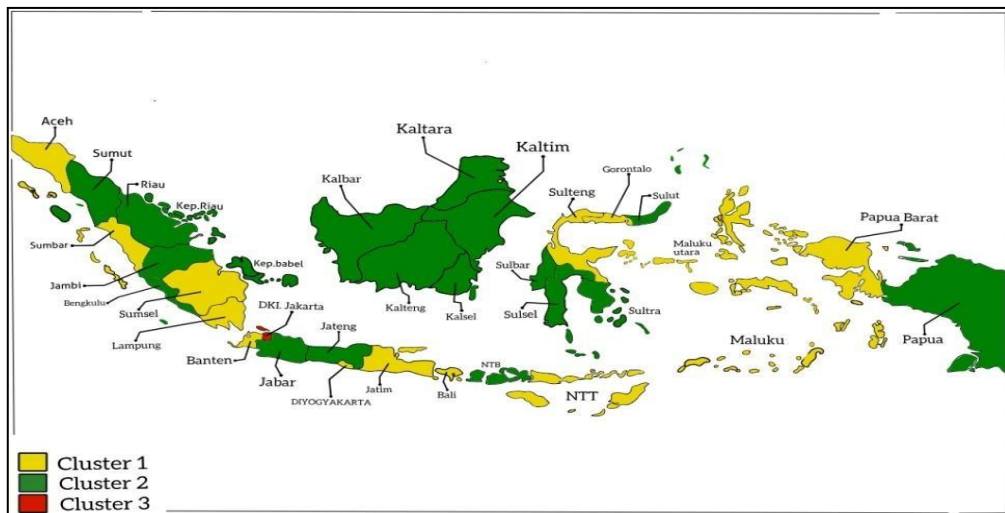 Aceh
Sumut
Riau
Kep.Riau
Sumbar
Jambi
Bengkulu
Sumsel
Lampung
Kep.babel
DKI. Jakarta
Banten
Jabar
Jateng
DIYOGYAKARTA
Jatim
Bali
NTB
NTT
Kalbar
Kaltara
Kaltim
Kalteng
Kalsel
Sulteng
Gorontalo
Sulut
Sulbar
Sulsel
Sultra
Maluku
utara
Maluku
Papua Barat
Papua
Cluster 1
Cluster 2
Cluster 3